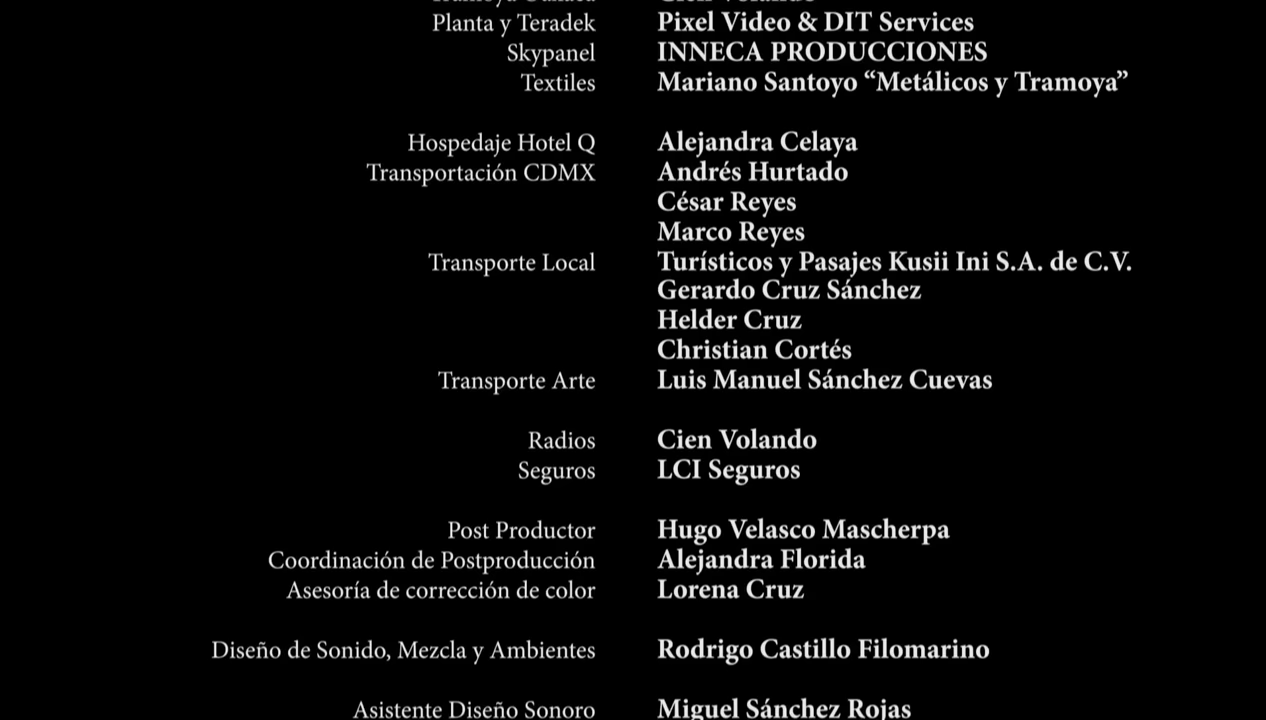 Planta y Teradek Pixel Video & DIT Services
Skypanel INNECA PRODUCCIONES
Textiles Mariano Santoyo “Metálicos y Tramoya”
Hospedaje Hotel Q Alejandra Celaya
Transportación CDMX Andrés Hurtado
César Reyes
Marco Reyes
Transporte Local Turísticos y Pasajes Kusii Ini S.A. de C.V.
Gerardo Cruz Sánchez
Helder Cruz
Christian Cortés
Transporte Arte Luis Manuel Sánchez Cuevas
Radios Cien Volando
Seguros LCI Seguros
Post Productor Hugo Velasco Mascherpa
Coordinación de Postproducción Alejandra Florida
Asesoría de corrección de color Lorena Cruz
Diseño de Sonido, Mezcla y Ambientes Rodrigo Castillo Filomarino
Asistente Diseño Sonoro Miguel Sánchez Rojas